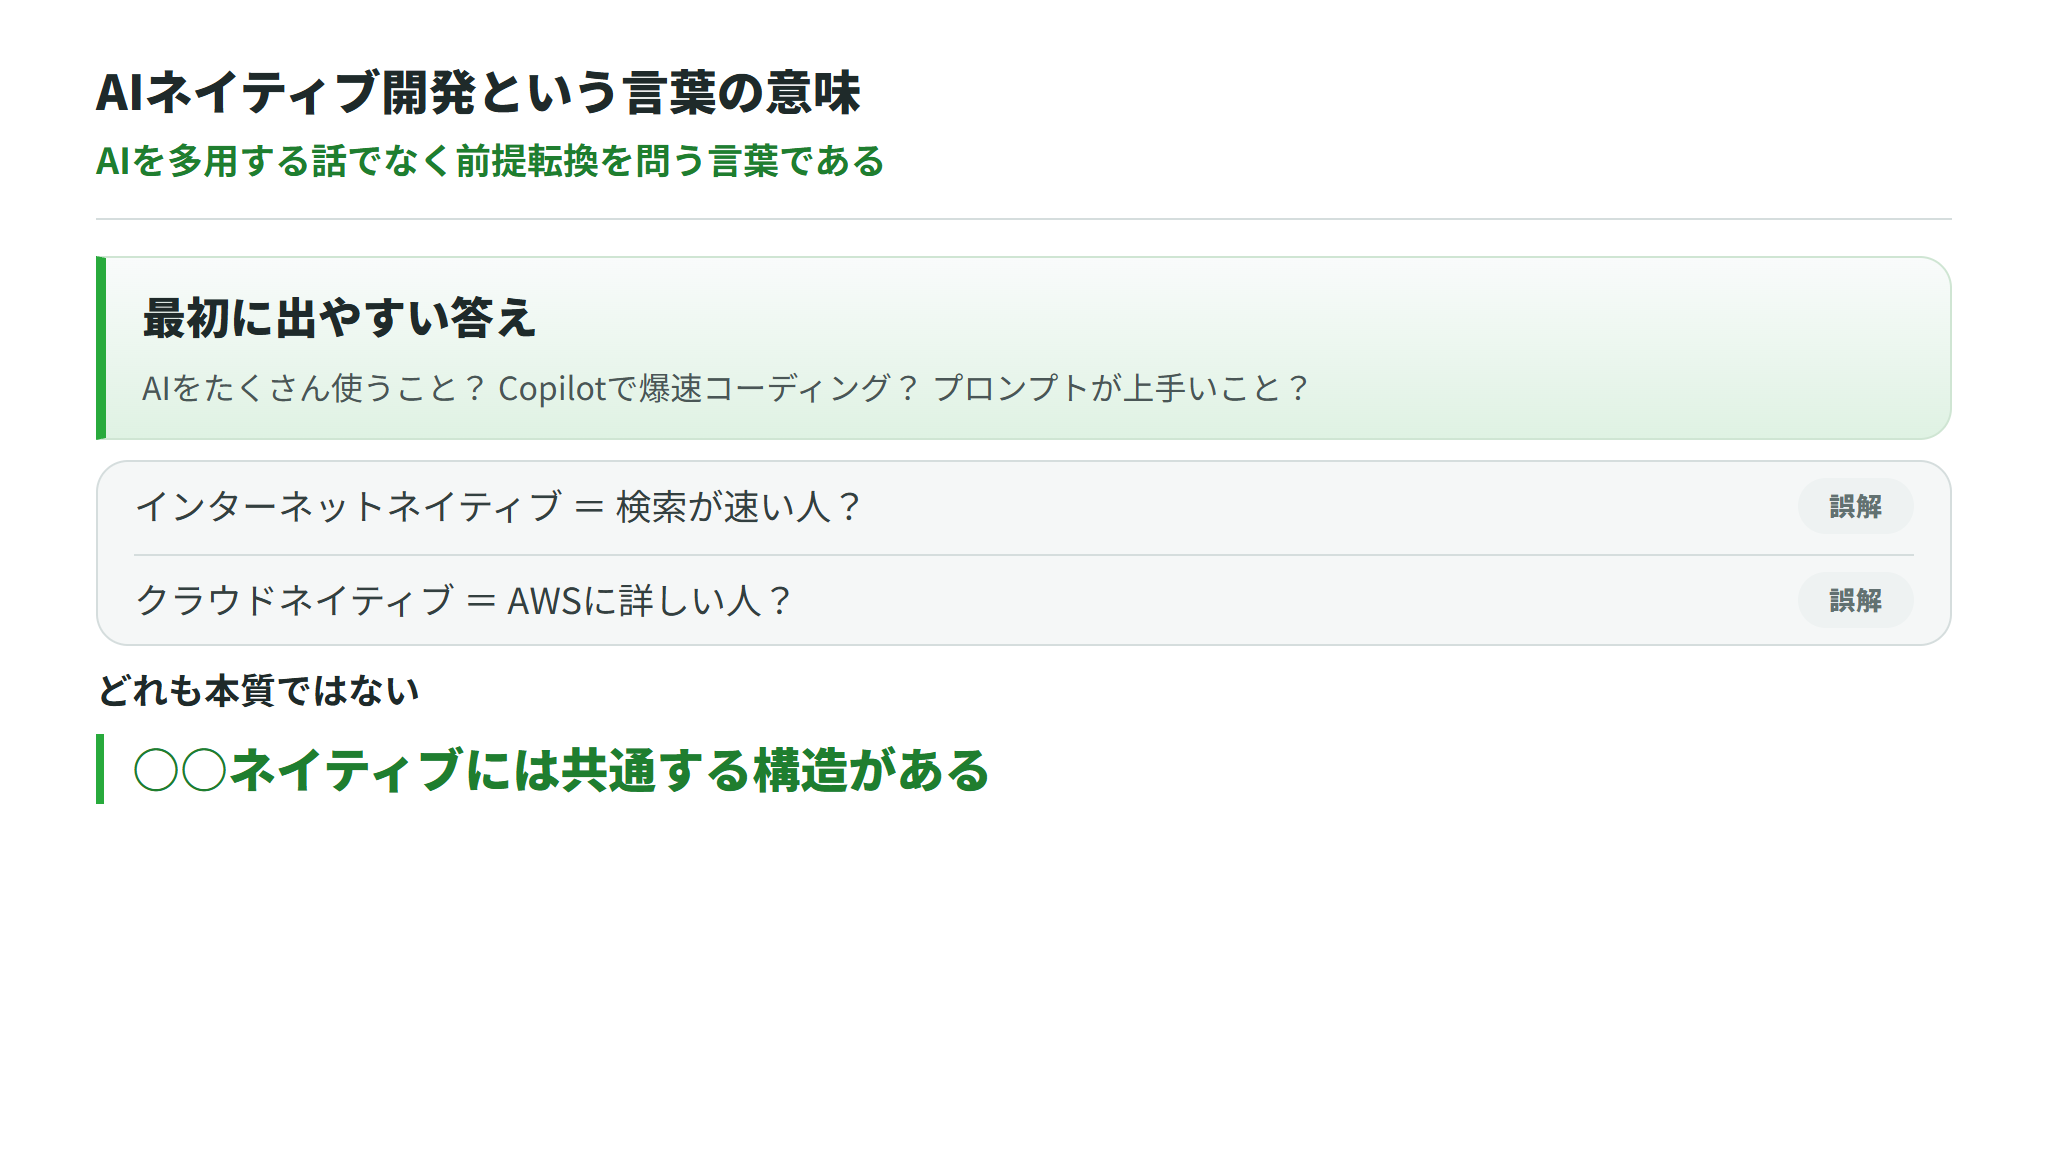 AIネイティブ開発という言葉の意味
AIを多用する話でなく前提転換を問う言葉である
最初に出やすい答え
AIをたくさん使うこと？ Copilotで爆速コーディング？ プロンプトが上手いこと？
インターネットネイティブ ＝ 検索が速い人？
誤解
クラウドネイティブ ＝ AWSに詳しい人？
誤解
どれも本質ではない
○○ネイティブには共通する構造がある